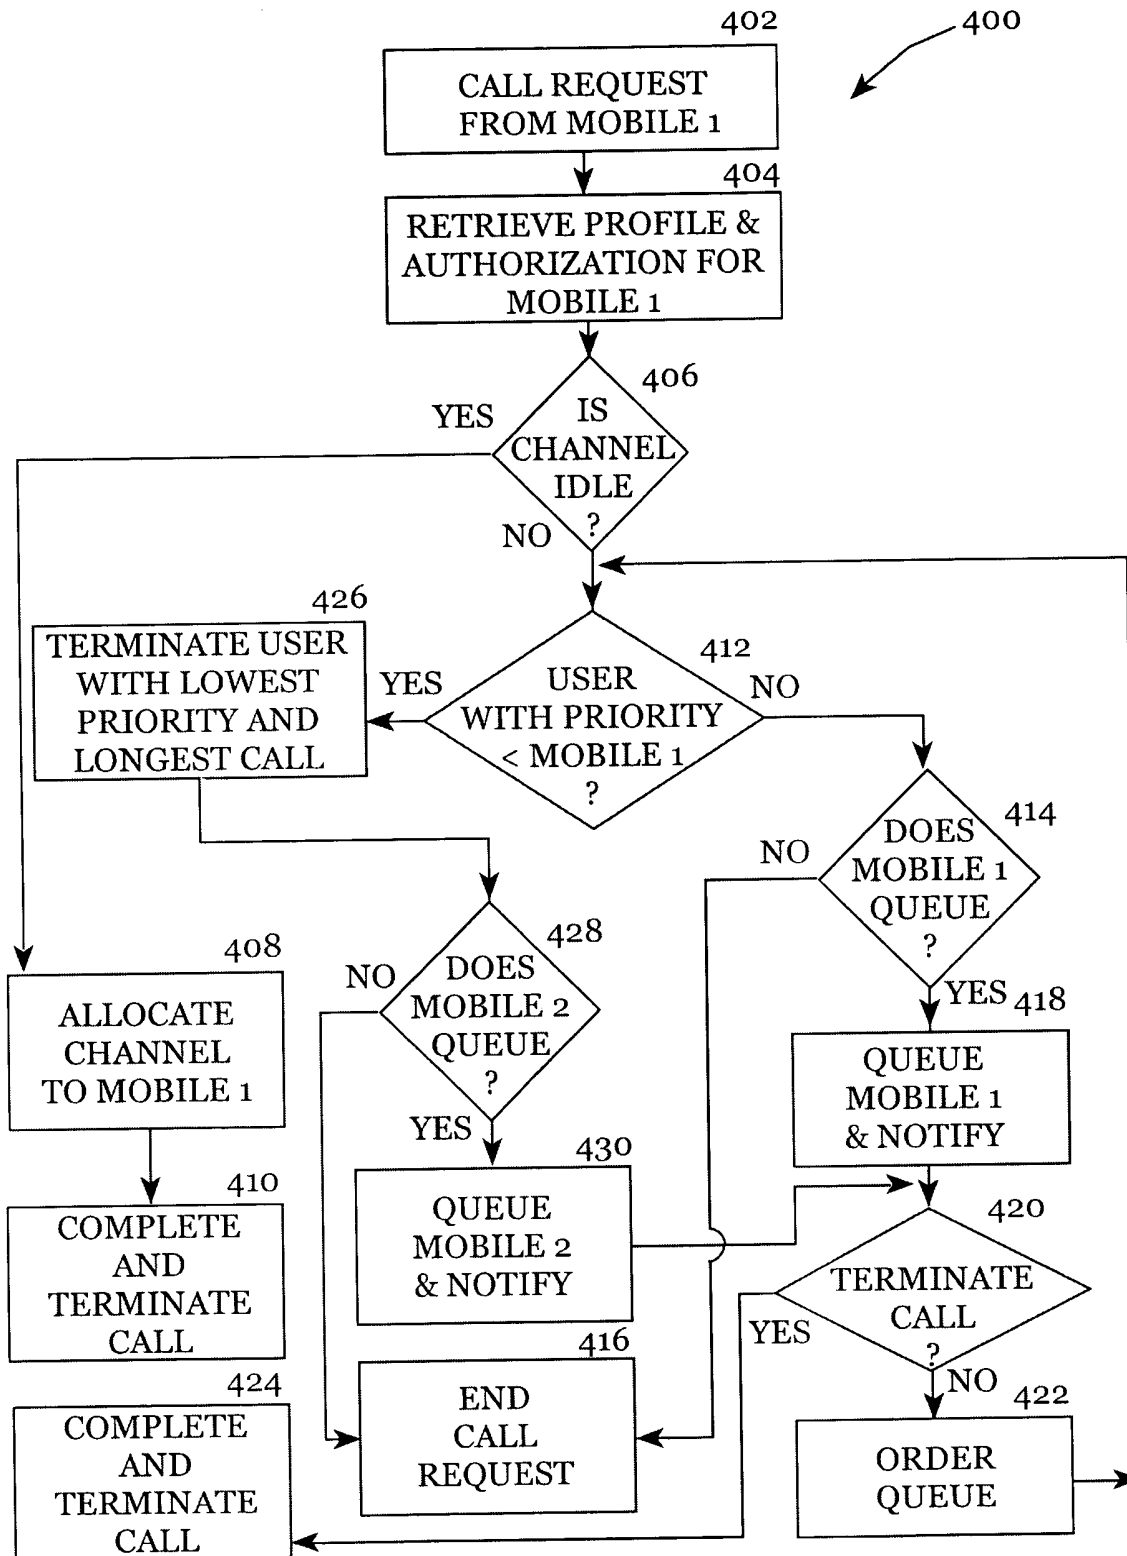 402
400
CALL REQUEST
FROM MOBILE 1
404
RETRIEVE PROFILE &
AUTHORIZATION FOR
MOBILE 1
406
YES
IS
CHANNEL
IDLE
?
NO
426
TERMINATE USER
WITH LOWEST
PRIORITY AND
LONGEST CALL
YES
412
USER
WITH PRIORITY
< MOBILE 1
?
NO
414
DOES
MOBILE 1
QUEUE
?
NO
YES
408
ALLOCATE
CHANNEL
TO MOBILE 1
428
NO
DOES
MOBILE 2
QUEUE
?
YES
418
QUEUE
MOBILE 1
& NOTIFY
410
COMPLETE
AND
TERMINATE
CALL
430
QUEUE
MOBILE 2
& NOTIFY
420
TERMINATE
CALL
?
YES
NO
424
COMPLETE
AND
TERMINATE
CALL
416
END
CALL
REQUEST
422
ORDER
QUEUE